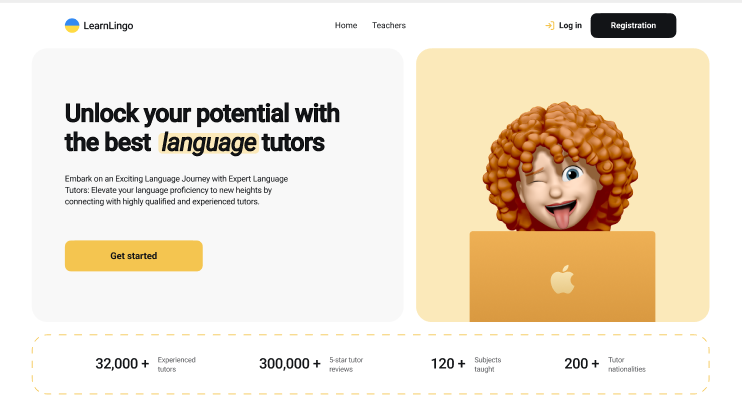 LearnLingo
Home
Teachers
Log in
Registration
Unlock your potential with
the best language tutors
Embark on an Exciting Language Journey with Expert Language
Tutors: Elevate your language proficiency to new heights by
connecting with highly qualified and experienced tutors.
Get started
32,000 +
Experienced
tutors
300,000 +
5-star tutor
reviews
120 +
Subjects
taught
200 +
Tutor
nationalities